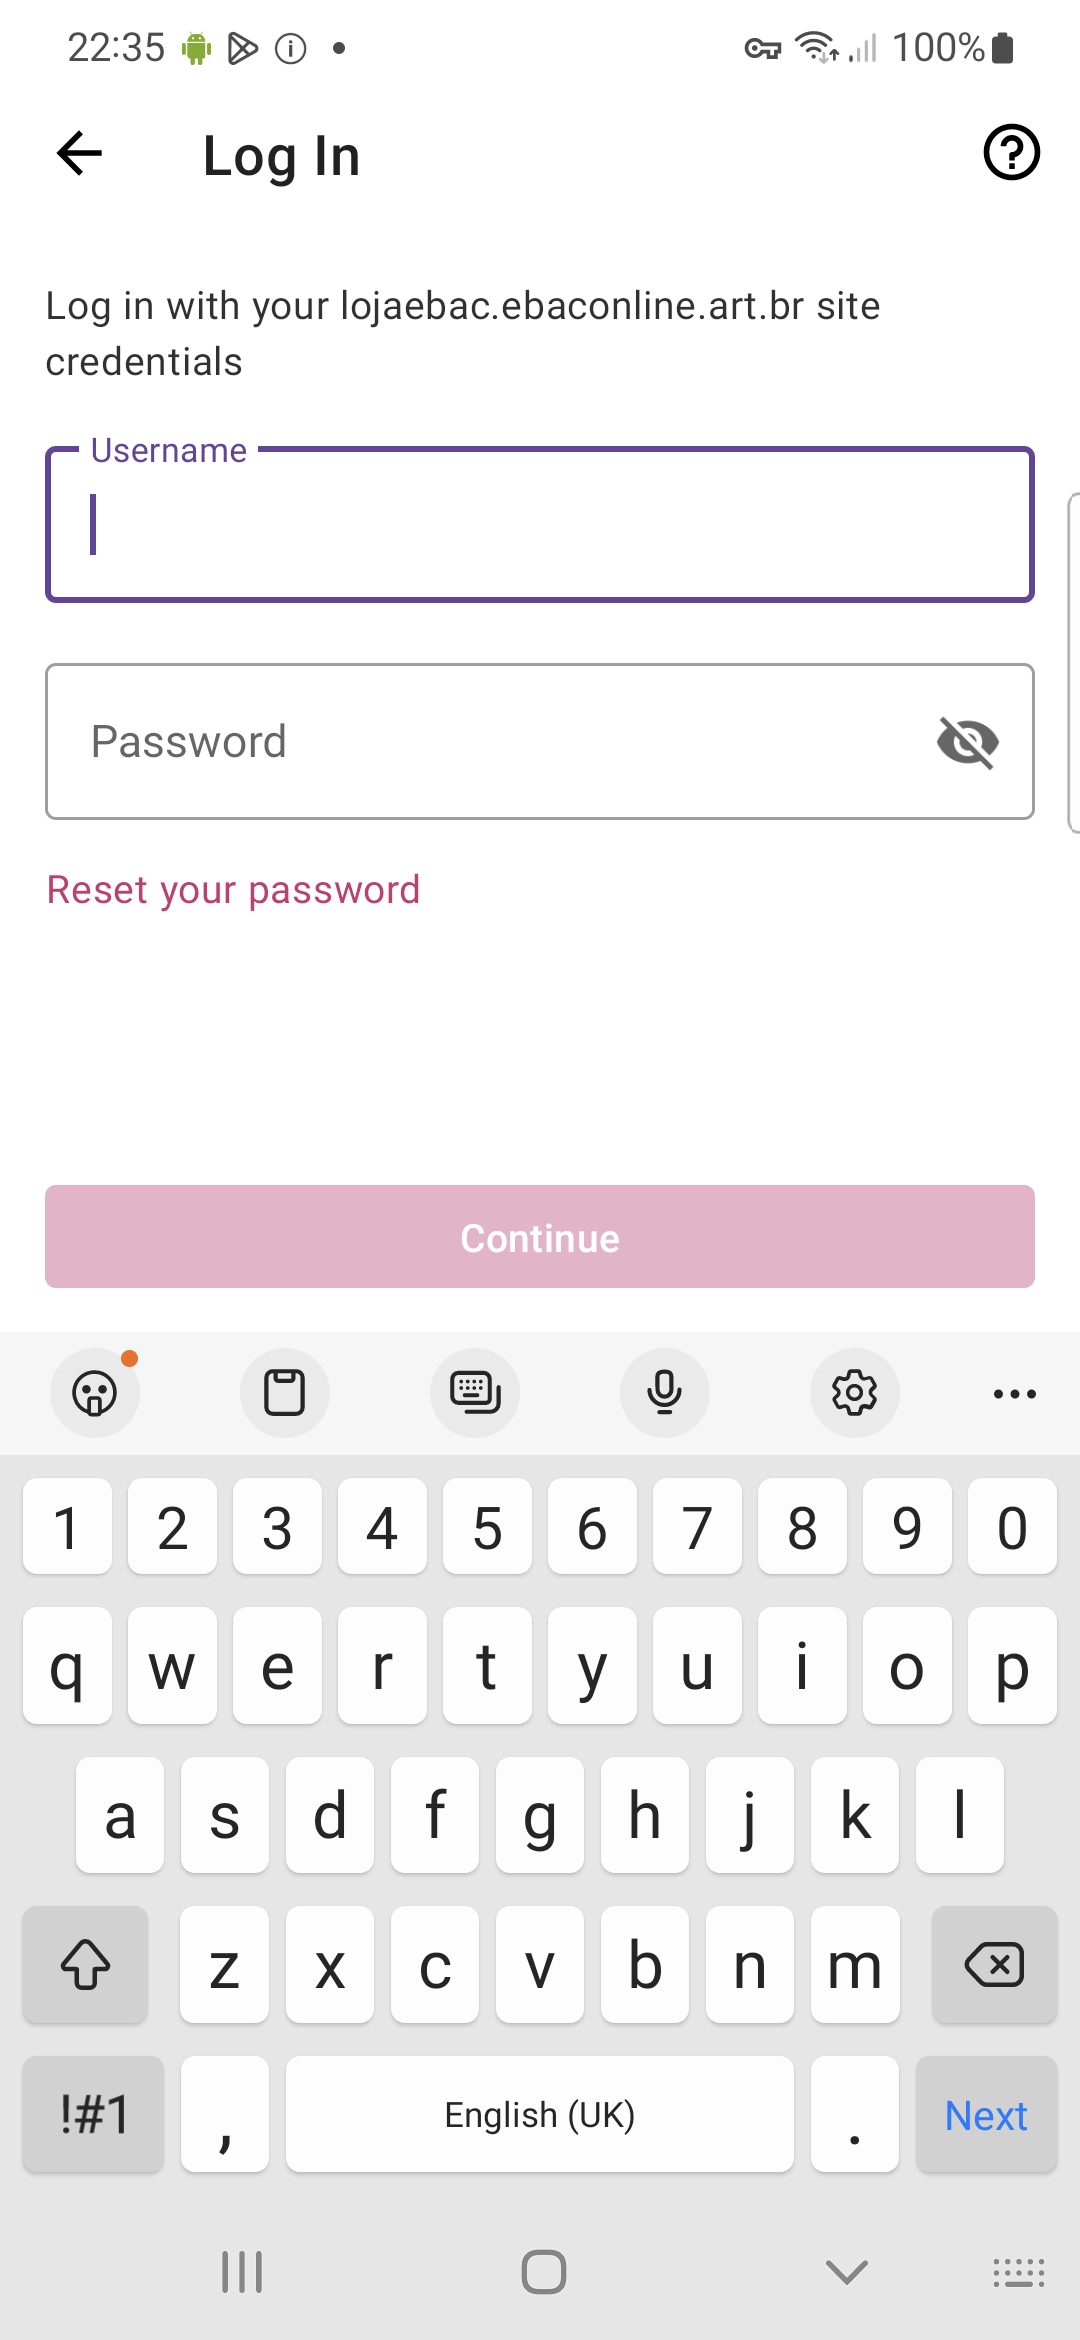 22:35
100%
Log In
Log in with your lojaebac.ebaconline.art.br site
credentials
Username
Password
Reset your password
Continue
1 2 3 4 5 6 7 8 9 0
q w e r t y u i o p
a s d f g h j k l
z x c v b n m
!#1 , English (UK) . Next